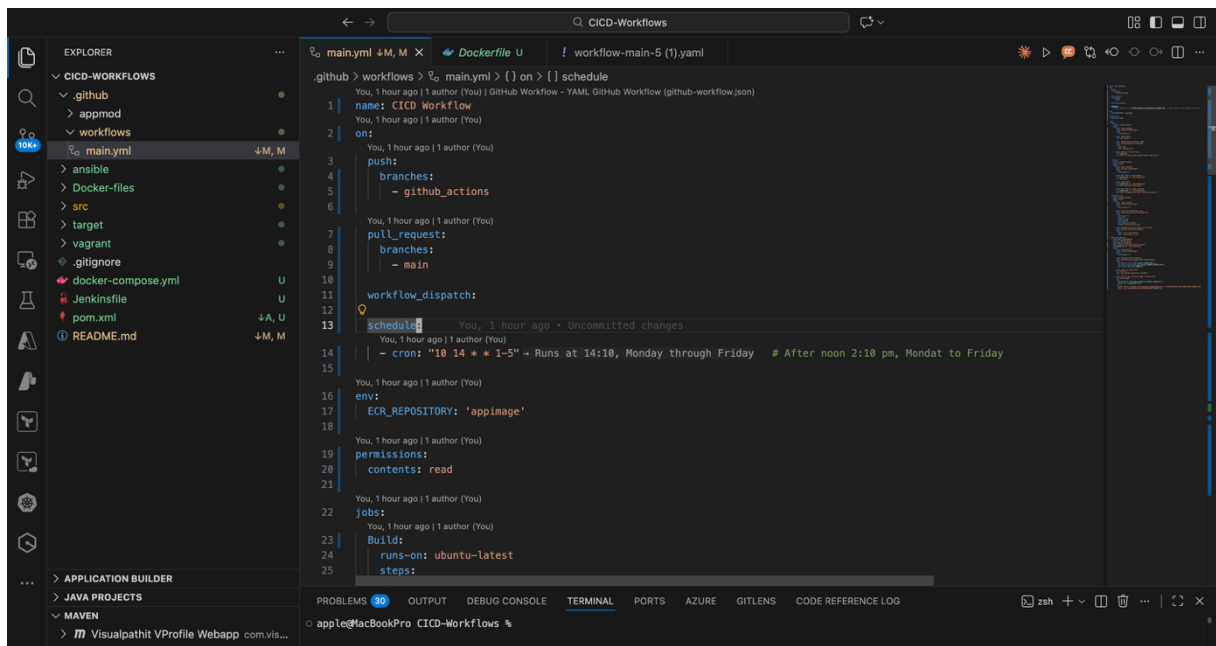 CICD-Workflows
EXPLORER
CICD-WORKFLOWS
.github
appmod
workflows
main.yml ↓M, M
ansible
Docker-files
src
target
vagrant
.gitignore
docker-compose.yml U
Jenkinsfile U
pom.xml ↓A, U
README.md ↓M, M
APPLICATION BUILDER
JAVA PROJECTS
MAVEN
Visualpathit VProfile Webapp com.vis...
10K+
main.yml ↓M, M
Dockerfile U
workflow-main-5 (1).yaml
.github > workflows > main.yml > { } on > [ ] schedule
You, 1 hour ago | 1 author (You) | GitHub Workflow - YAML GitHub Workflow (github-workflow.json)
1 name: CICD Workflow
You, 1 hour ago | 1 author (You)
2 on:
You, 1 hour ago | 1 author (You)
3 push:
4 branches:
5 - github_actions
6
You, 1 hour ago | 1 author (You)
7 pull_request:
8 branches:
9 - main
10
11 workflow_dispatch:
12
13 schedule: You, 1 hour ago • Uncommitted changes
You, 1 hour ago | 1 author (You)
14 - cron: "10 14 * * 1-5" → Runs at 14:10, Monday through Friday # After noon 2:10 pm, Mondat to Friday
15
You, 1 hour ago | 1 author (You)
16 env:
17 ECR_REPOSITORY: 'appimage'
18
You, 1 hour ago | 1 author (You)
19 permissions:
20 contents: read
21
You, 1 hour ago | 1 author (You)
22 jobs:
You, 1 hour ago | 1 author (You)
23 Build:
24 runs-on: ubuntu-latest
25 steps:
PROBLEMS 30 OUTPUT DEBUG CONSOLE TERMINAL PORTS AZURE GITLENS CODE REFERENCE LOG
zsh
apple@MacBookPro CICD-Workflows %